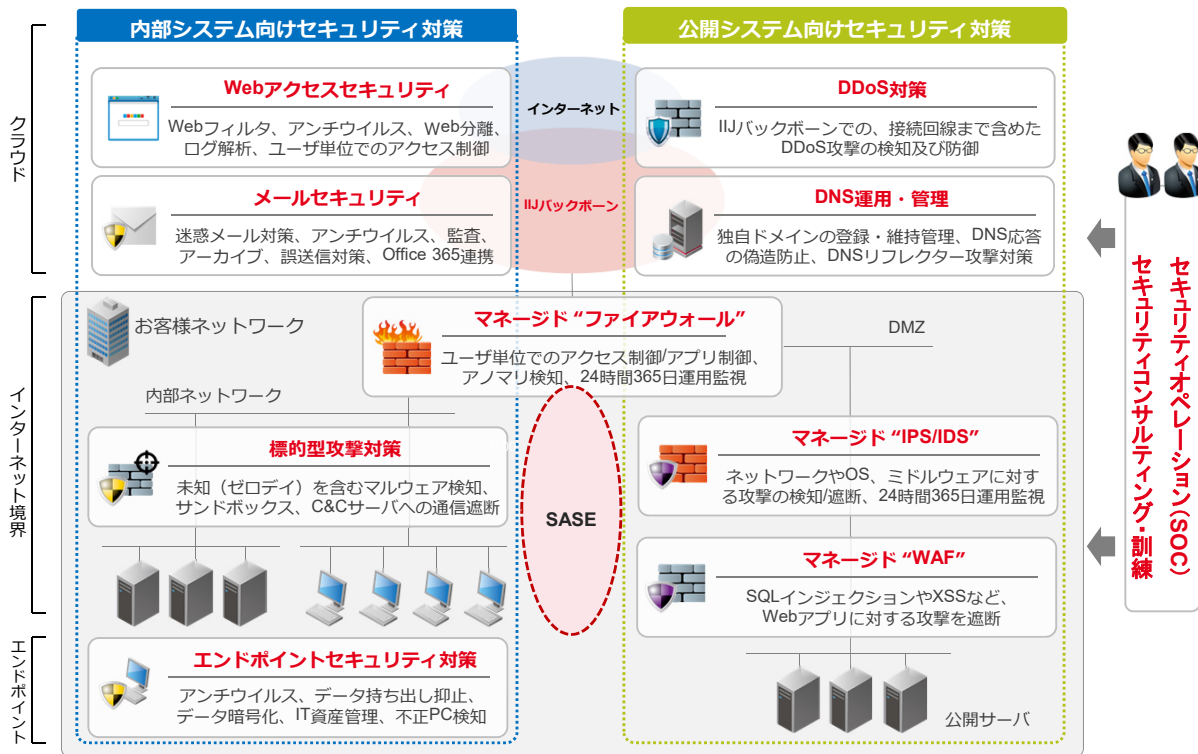 内部システム向けセキュリティ対策
公開システム向けセキュリティ対策
クラウド
Webアクセスセキュリティ
Webフィルタ、アンチウイルス、Web分離、
ログ解析、ユーザ単位でのアクセス制御
インターネット
DDoS対策
IIJバックボーンでの、接続回線まで含めた
DDoS攻撃の検知及び防御
メールセキュリティ
迷惑メール対策、アンチウイルス、監査、
アーカイブ、誤送信対策、Office 365連携
IIJバックボーン
DNS運用・管理
独自ドメインの登録・維持管理、DNS応答
の偽造防止、DNSリフレクター攻撃対策
インターネット境界
お客様ネットワーク
マネージド “ファイアウォール”
ユーザ単位でのアクセス制御/アプリ制御、
アノマリ検知、24時間365日運用監視
DMZ
内部ネットワーク
標的型攻撃対策
未知（ゼロデイ）を含むマルウェア検知、
サンドボックス、C&Cサーバへの通信遮断
SASE
マネージド “IPS/IDS”
ネットワークやOS、ミドルウェアに対す
る攻撃の検知/遮断、24時間365日運用監視
マネージド “WAF”
SQLインジェクションやXSSなど、
Webアプリに対する攻撃を遮断
エンドポイント
エンドポイントセキュリティ対策
アンチウイルス、データ持ち出し抑止、
データ暗号化、IT資産管理、不正PC検知
公開サーバ
セキュリティオペレーション(SOC)
セキュリティコンサルティング・訓練